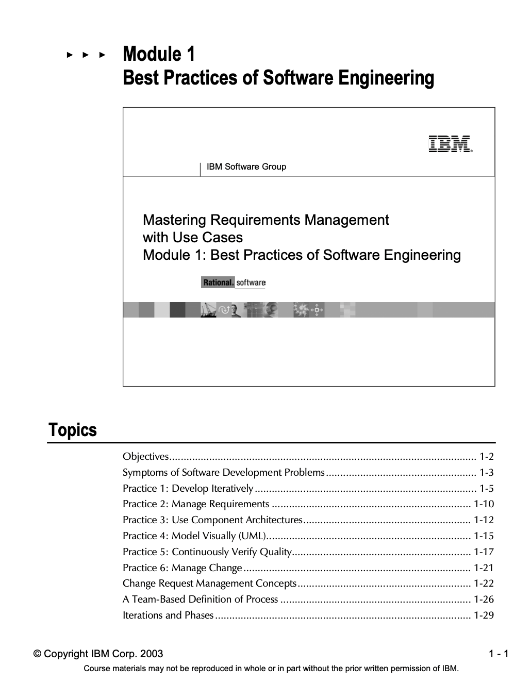 ► ► ► Module 1
Best Practices of Software Engineering
IBM
IBM Software Group
Mastering Requirements Management
with Use Cases
Module 1: Best Practices of Software Engineering
Rational. software
Topics
Objectives........................................................................................................... 1-2
Symptoms of Software Development Problems..................................................... 1-3
Practice 1: Develop Iteratively............................................................................. 1-5
Practice 2: Manage Requirements ..................................................................... 1-10
Practice 3: Use Component Architectures.......................................................... 1-12
Practice 4: Model Visually (UML)....................................................................... 1-15
Practice 5: Continuously Verify Quality.............................................................. 1-17
Practice 6: Manage Change............................................................................... 1-21
Change Request Management Concepts............................................................ 1-22
A Team-Based Definition of Process .................................................................. 1-26
Iterations and Phases......................................................................................... 1-29
© Copyright IBM Corp. 2003 1 - 1
Course materials may not be reproduced in whole or in part without the prior written permission of IBM.